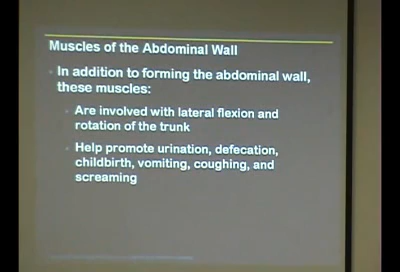 Muscles of the Abdominal Wall
In addition to forming the abdominal wall,
these muscles:
Are involved with lateral flexion and
rotation of the trunk
Help promote urination, defecation,
childbirth, vomiting, coughing, and
screaming